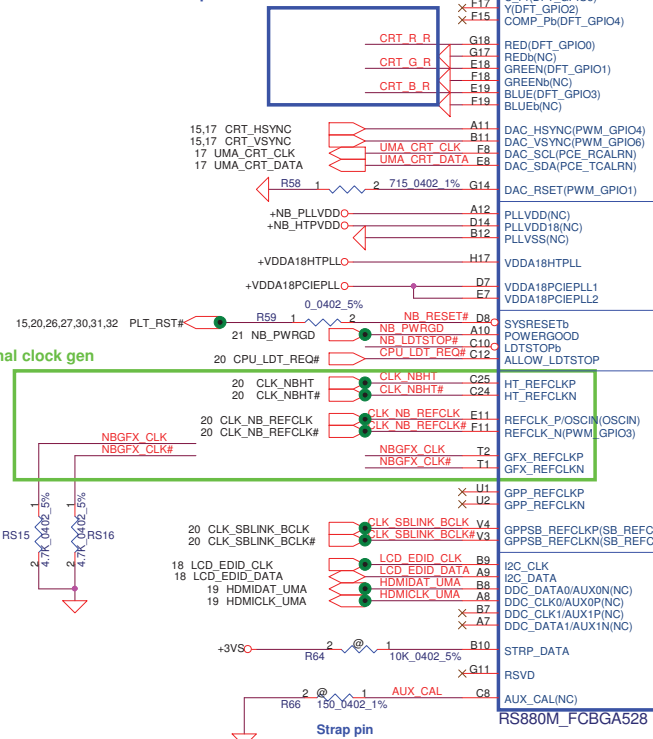 F17 Y(DFT_GPIO2)
F15 COMP_Pb(DFT_GPIO4)
CRT_R_R G18 RED(DFT_GPIO0)
G17 REDb(NC)
CRT_G_R E18 GREEN(DFT_GPIO1)
F18 GREENb(NC)
CRT_B_R E19 BLUE(DFT_GPIO3)
F19 BLUEb(NC)
15,17 CRT_HSYNC A11 DAC_HSYNC(PWM_GPIO4)
15,17 CRT_VSYNC B11 DAC_VSYNC(PWM_GPIO6)
17 UMA_CRT_CLK UMA_CRT_CLK F8 DAC_SCL(PCE_RCALRN)
17 UMA_CRT_DATA UMA_CRT_DATA E8 DAC_SDA(PCE_TCALRN)
R58 1 2 715_0402_1% G14 DAC_RSET(PWM_GPIO1)
+NB_PLLVDD A12 PLLVDD(NC)
+NB_HTPVDD D14 PLLVDD18(NC)
B12 PLLVSS(NC)
+VDDA18HTPLL H17 VDDA18HTPLL
+VDDA18PCIEPLL D7 VDDA18PCIEPLL1
E7 VDDA18PCIEPLL2
0_0402_5%
15,20,26,27,30,31,32 PLT_RST# R59 1 2 NB_RESET# D8 SYSRESETb
21 NB_PWRGD NB_PWRGD A10 POWERGOOD
NB_LDTSTOP# C10 LDTSTOPb
20 CPU_LDT_REQ# CPU_LDT_REQ# C12 ALLOW_LDTSTOP
nal clock gen
20 CLK_NBHT CLK_NBHT C25 HT_REFCLKP
20 CLK_NBHT# CLK_NBHT# C24 HT_REFCLKN
20 CLK_NB_REFCLK CLK_NB_REFCLK E11 REFCLK_P/OSCIN(OSCIN)
20 CLK_NB_REFCLK# CLK_NB_REFCLK# F11 REFCLK_N(PWM_GPIO3)
NBGFX_CLK NBGFX_CLK T2 GFX_REFCLKP
NBGFX_CLK# NBGFX_CLK# T1 GFX_REFCLKN
U1 GPP_REFCLKP
U2 GPP_REFCLKN
RS15 1 2 4.7K_0402_5% RS16 1 2 4.7K_0402_5%
20 CLK_SBLINK_BCLK CLK_SBLINK_BCLK V4 GPPSB_REFCLKP(SB_REFC
20 CLK_SBLINK_BCLK# CLK_SBLINK_BCLK# V3 GPPSB_REFCLKN(SB_REFC
18 LCD_EDID_CLK LCD_EDID_CLK B9 I2C_CLK
18 LCD_EDID_DATA LCD_EDID_DATA A9 I2C_DATA
19 HDMIDAT_UMA HDMIDAT_UMA B8 DDC_DATA0/AUX0N(NC)
19 HDMICLK_UMA HDMICLK_UMA A8 DDC_CLK0/AUX0P(NC)
B7 DDC_CLK1/AUX1P(NC)
A7 DDC_DATA1/AUX1N(NC)
+3VS R64 2 @ 1 10K_0402_5% B10 STRP_DATA
G11 RSVD
R66 2 @ 1 150_0402_1% AUX_CAL C8 AUX_CAL(NC)
RS880M_FCBGA528
Strap pin